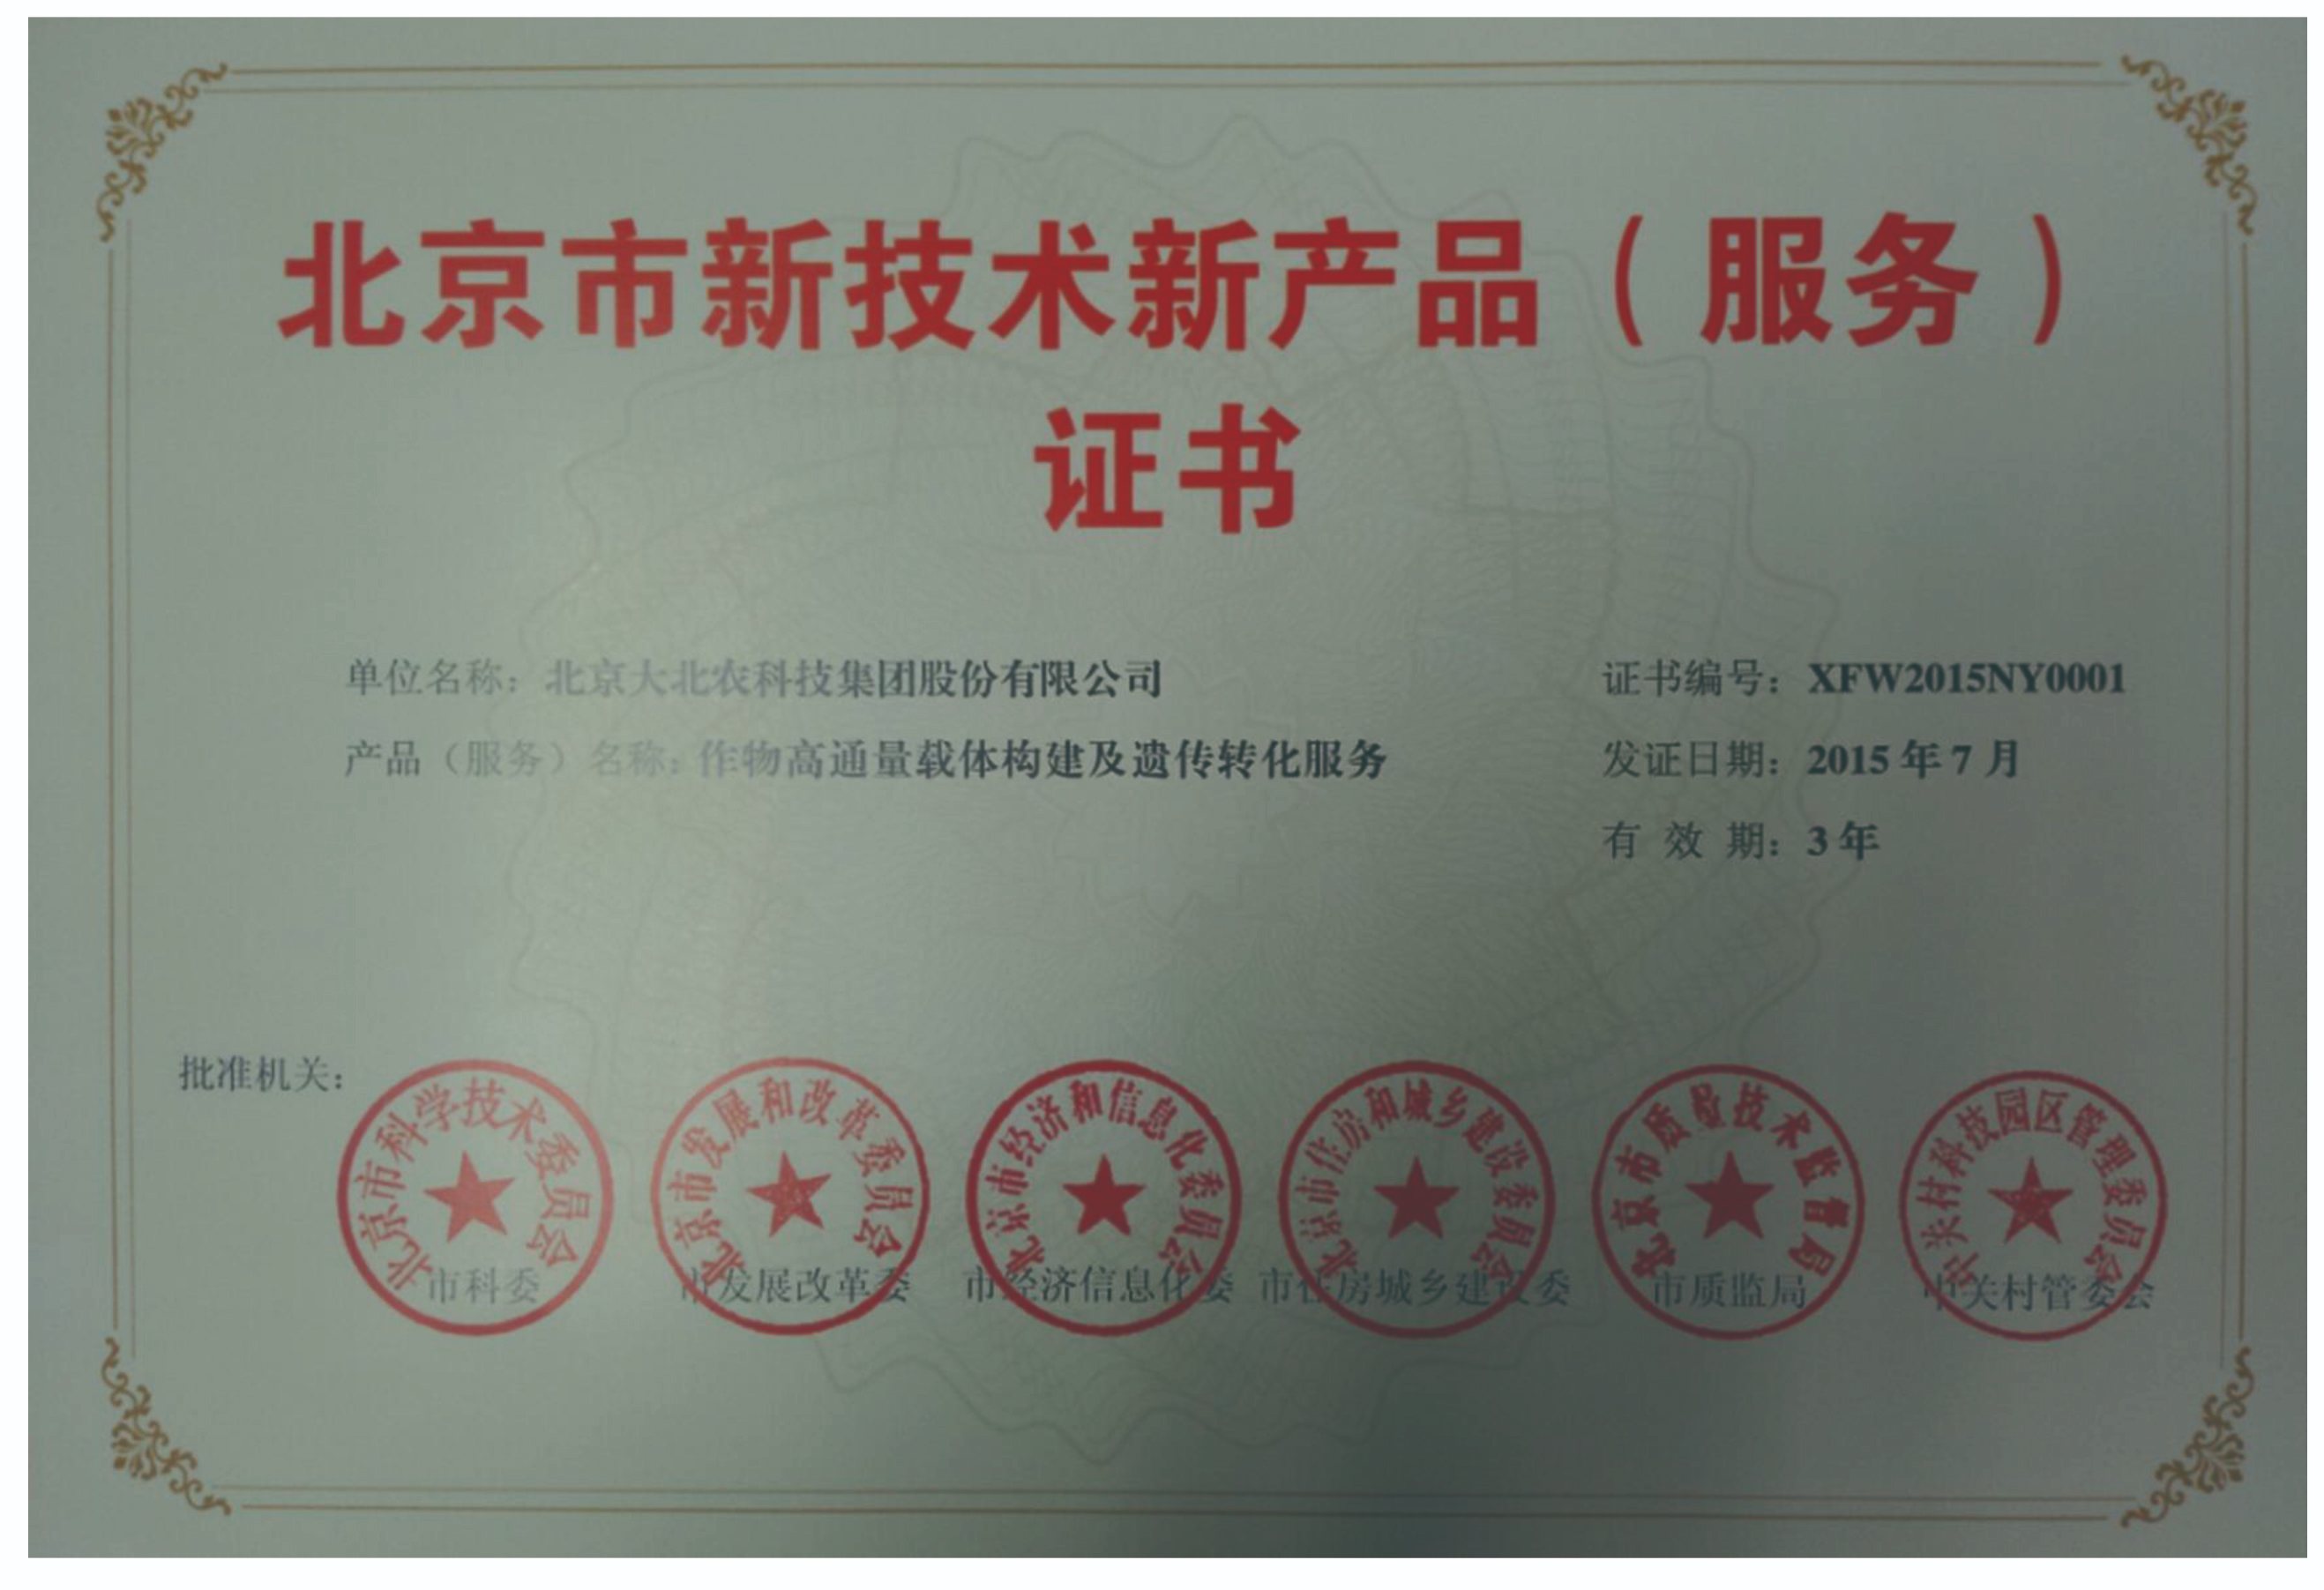 北京市新技术新产品（服务）
证书
单位名称：北京大北农科技集团股份有限公司
产品（服务）名称：作物高通量载体构建及遗传转化服务
证书编号：XFW2015NY0001
发证日期：2015年7月
有 效 期：3年
批准机关：
北京市科学技术委员会
市科委
北京市发展和改革委员会
市发展改革委
北京市经济和信息化委员会
市经济信息化委
北京市住房和城乡建设委员会
市住房城乡建设委
北京市质量技术监督局
市质监局
中关村科技园区管理委员会
中关村管委会